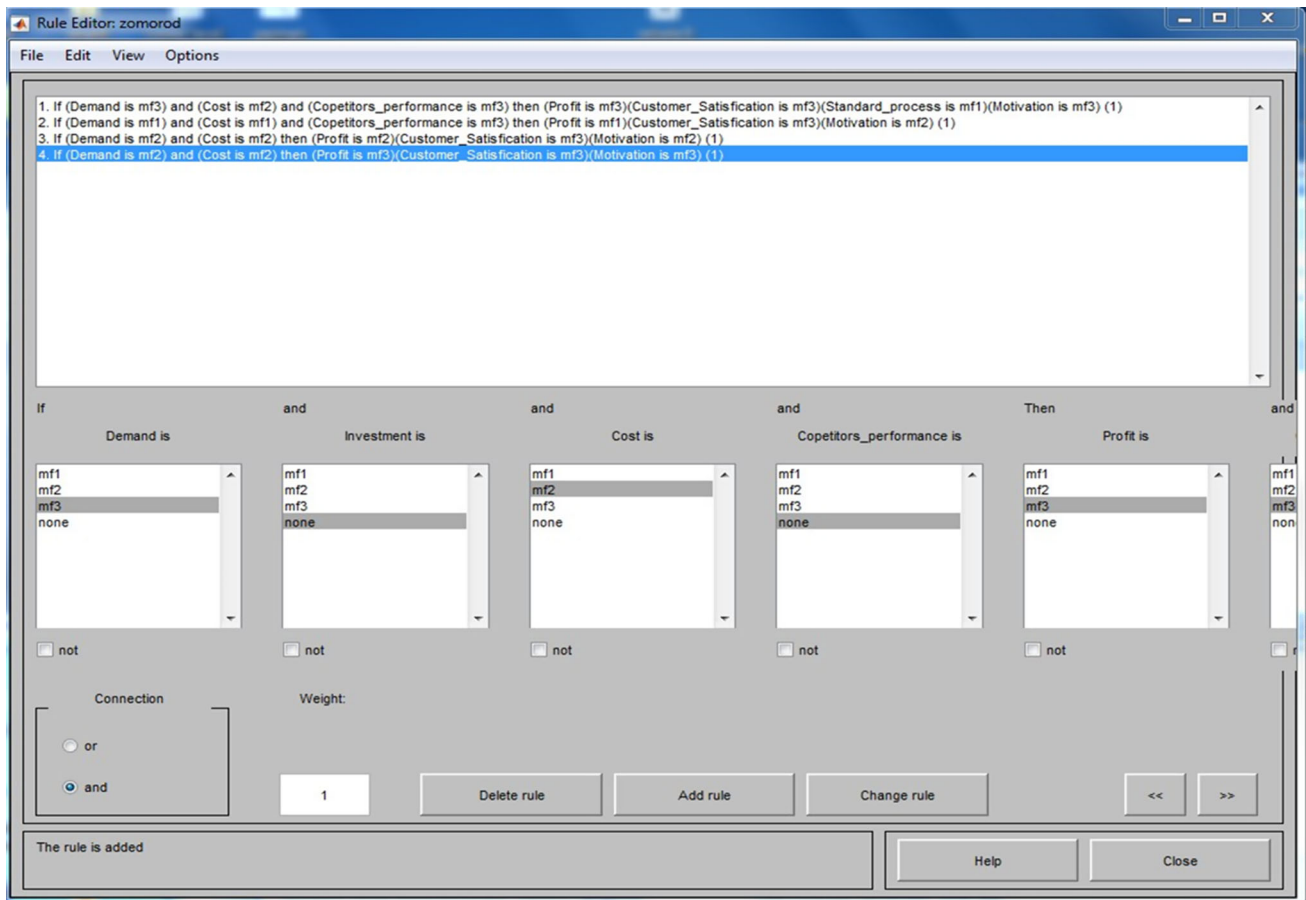 Rule Editor: zomorod
File Edit View Options
1. If (Demand is mf3) and (Cost is mf2) and (Copetitors_performance is mf3) then (Profit is mf3)(Customer_Satisfication is mf3)(Standard_process is mf1)(Motivation is mf3) (1)
2. If (Demand is mf1) and (Cost is mf1) and (Copetitors_performance is mf3) then (Profit is mf1)(Customer_Satisfication is mf3)(Motivation is mf2) (1)
3. If (Demand is mf2) and (Cost is mf2) then (Profit is mf2)(Customer_Satisfication is mf3)(Motivation is mf2) (1)
4. If (Demand is mf2) and (Cost is mf2) then (Profit is mf3)(Customer_Satisfication is mf3)(Motivation is mf3) (1)
If and and and Then and
Demand is Investment is Cost is Copetitors_performance is Profit is
mf1 mf1 mf1 mf1 mf1 mf1
mf2 mf2 mf2 mf2 mf2 mf2
mf3 mf3 mf3 mf3 mf3 mf3
none none none none none non
not not not not not
Connection Weight:
or
and 1 Delete rule Add rule Change rule << >>
The rule is added Help Close